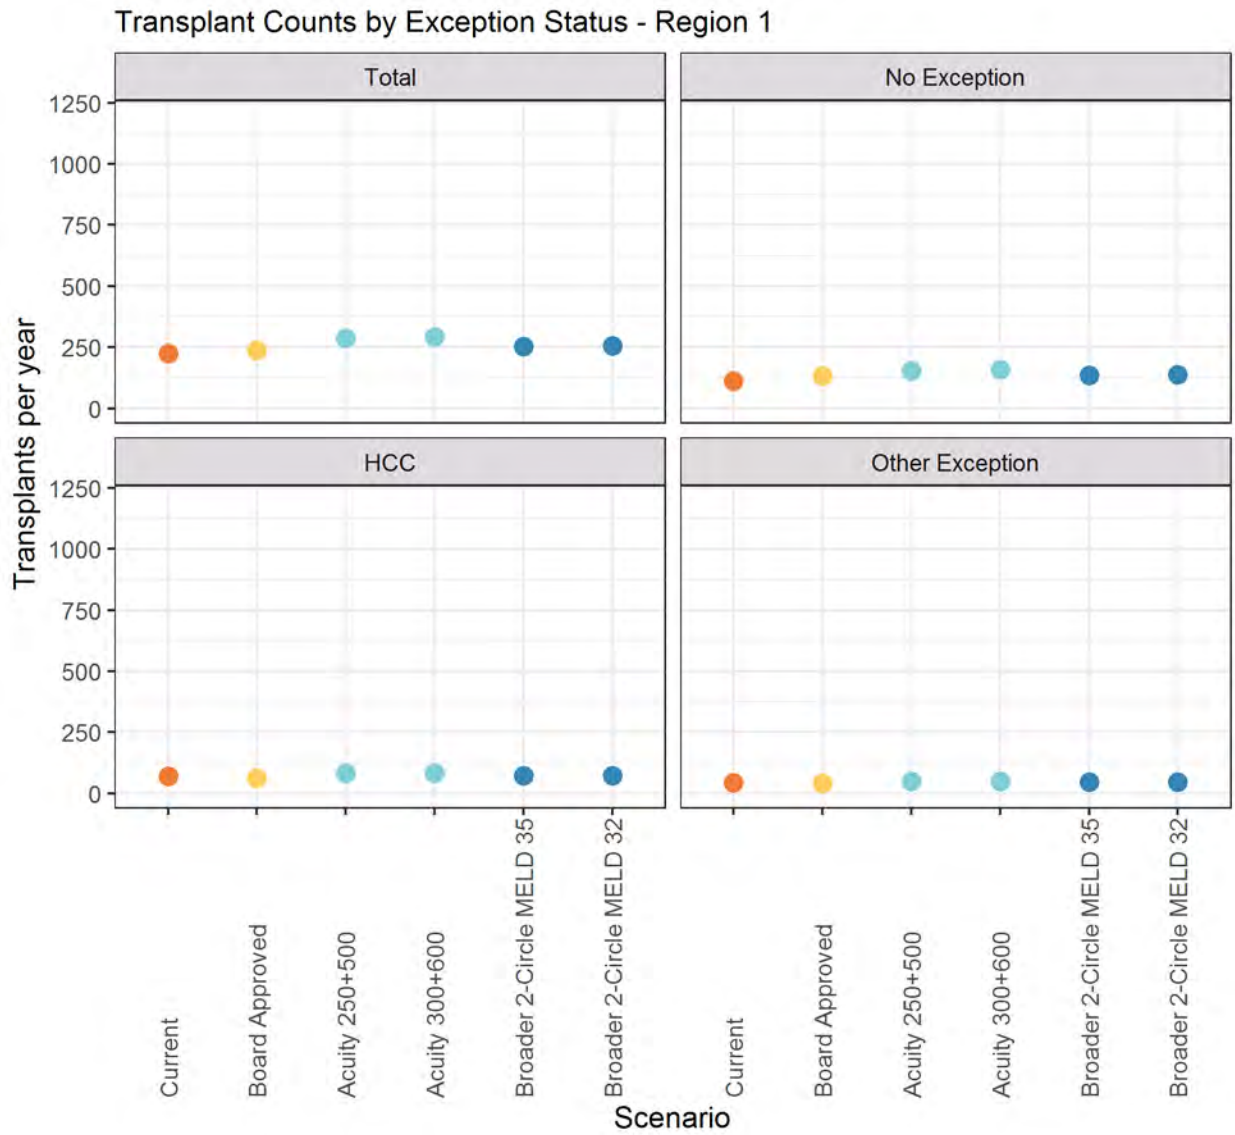 Transplant Counts by Exception Status - Region 1
Total
No Exception
1250
1000
750
500
250
0
HCC
Other Exception
1250
1000
750
500
250
0
Transplants per year
Current
Board Approved
Acuity 250+500
Acuity 300+600
Broader 2-Circle MELD 35
Broader 2-Circle MELD 32
Current
Board Approved
Acuity 250+500
Acuity 300+600
Broader 2-Circle MELD 35
Broader 2-Circle MELD 32
Scenario